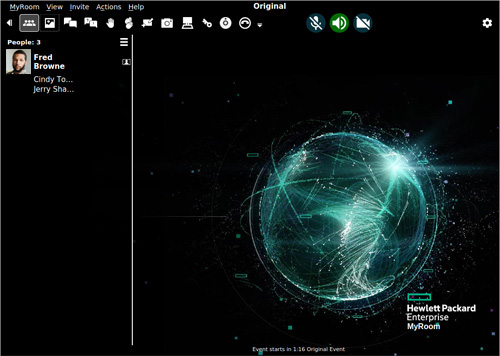 MyRoom View Invite Actions Help
Original
People: 3
Fred
Browne
Cindy To...
Jerry Sha...
Hewlett Packard
Enterprise
MyRoom
Event starts in 1:16 Original Event